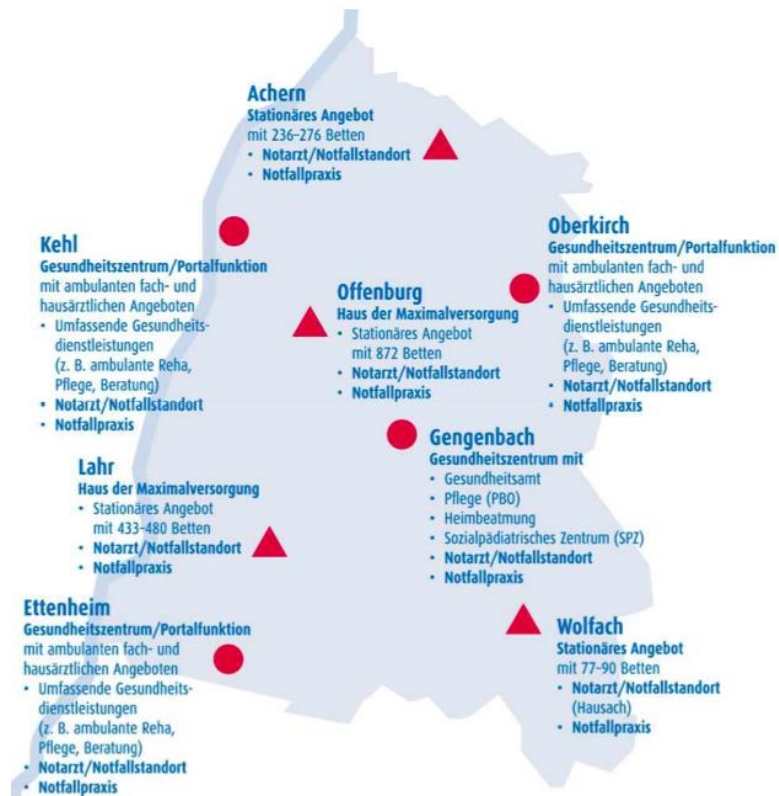 Achern
Stationäres Angebot
mit 236–276 Betten
• Notarzt/Notfallstandort
• Notfallpraxis
Kehl
Gesundheitszentrum/Portalfunktion
mit ambulanten fach- und
hausärztlichen Angeboten
• Umfassende Gesundheits-
dienstleistungen
(z. B. ambulante Reha,
Pflege, Beratung)
• Notarzt/Notfallstandort
• Notfallpraxis
Oberkirch
Gesundheitszentrum/Portalfunktion
mit ambulanten fach- und
hausärztlichen Angeboten
• Umfassende Gesundheits-
dienstleistungen
(z. B. ambulante Reha,
Pflege, Beratung)
• Notarzt/Notfallstandort
• Notfallpraxis
Offenburg
Haus der Maximalversorgung
• Stationäres Angebot
mit 872 Betten
• Notarzt/Notfallstandort
• Notfallpraxis
Gengenbach
Gesundheitszentrum mit
• Gesundheitsamt
• Pflege (PBO)
• Heimbeatmung
• Sozialpädiatrisches Zentrum (SPZ)
• Notarzt/Notfallstandort
• Notfallpraxis
Lahr
Haus der Maximalversorgung
• Stationäres Angebot
mit 433–480 Betten
• Notarzt/Notfallstandort
• Notfallpraxis
Ettenheim
Gesundheitszentrum/Portalfunktion
mit ambulanten fach- und
hausärztlichen Angeboten
• Umfassende Gesundheits-
dienstleistungen
(z. B. ambulante Reha,
Pflege, Beratung)
• Notarzt/Notfallstandort
• Notfallpraxis
Wolfach
Stationäres Angebot
mit 77–90 Betten
• Notarzt/Notfallstandort
(Hausach)
• Notfallpraxis